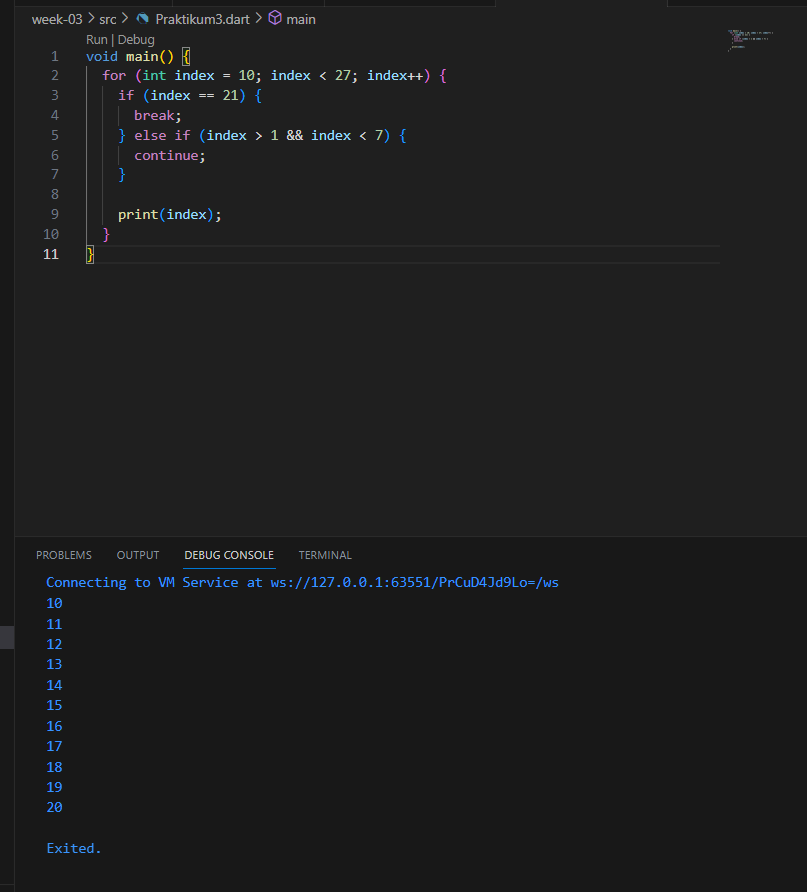 week-03 > src > Praktikum3.dart > main
Run | Debug
1 void main() {
2 for (int index = 10; index < 27; index++) {
3 if (index == 21) {
4 break;
5 } else if (index > 1 && index < 7) {
6 continue;
7 }
8
9 print(index);
10 }
11 }
PROBLEMS OUTPUT DEBUG CONSOLE TERMINAL
Connecting to VM Service at ws://127.0.0.1:63551/PrCuD4Jd9Lo=/ws
10
11
12
13
14
15
16
17
18
19
20
Exited.